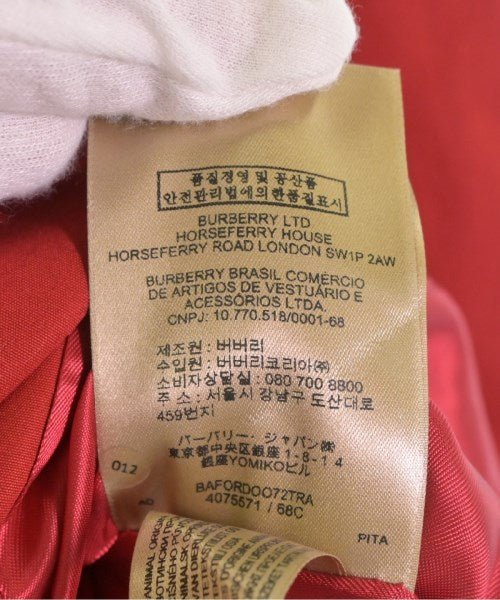 품질경영 및 공산품
안전관리법에의한품질표시
BURBERRY LTD
HORSEFERRY HOUSE
HORSEFERRY ROAD LONDON SW1P 2AW
BURBERRY BRASIL COMÉRCIO
DE ARTIGOS DE VESTUÁRIO E
ACESSÓRIOS LTDA.
CNPJ: 10.770.518/0001-68
제조원 : 버버리
수입원 : 버버리코리아㈜
소비자상담실 : 080 700 8800
주 소 : 서울시 강남구 도산대로
459번지
バーバリー・ジャパン㈱
東京都中央区銀座 1-8-14
銀座YOMIKOビル
012
BAFORDOO72TRA
4075571 / 68C
AD
PITA
ANIMAL ORIG